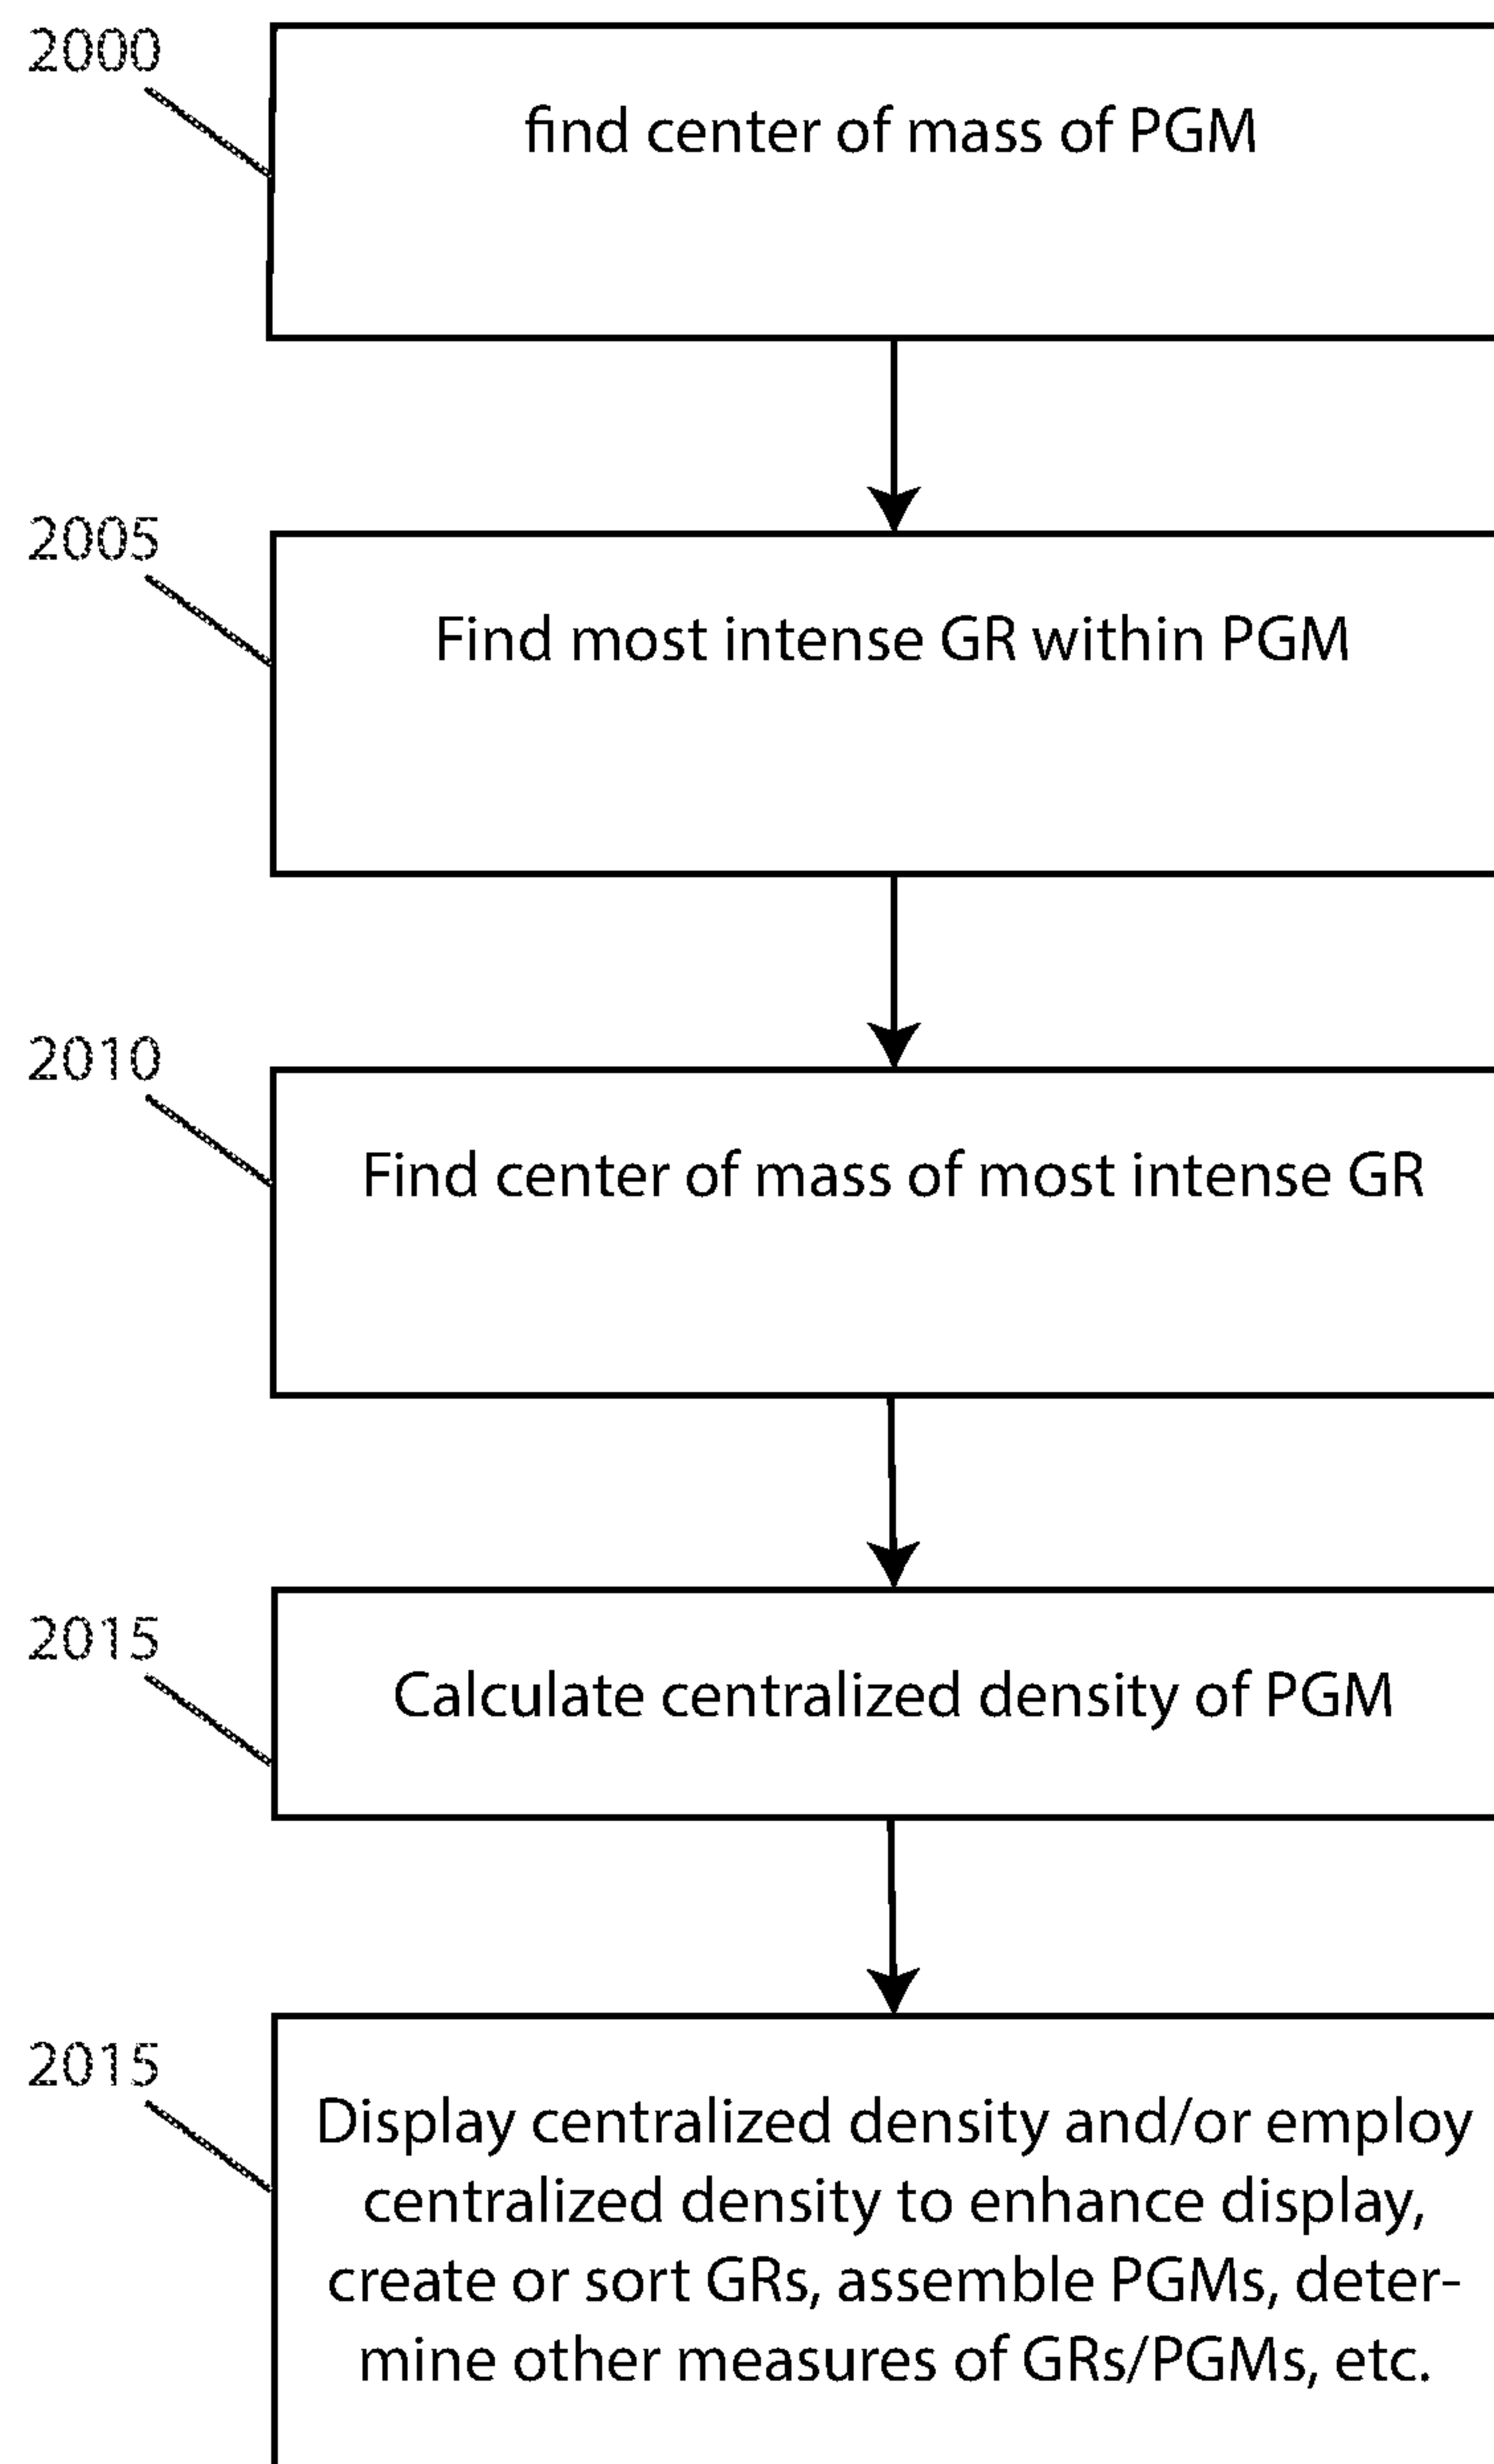 2000
find center of mass of PGM
2005
Find most intense GR within PGM
2010
Find center of mass of most intense GR
2015
Calculate centralized density of PGM
2015
Display centralized density and/or employ
centralized density to enhance display,
create or sort GRs, assemble PGMs, deter-
mine other measures of GRs/PGMs, etc.